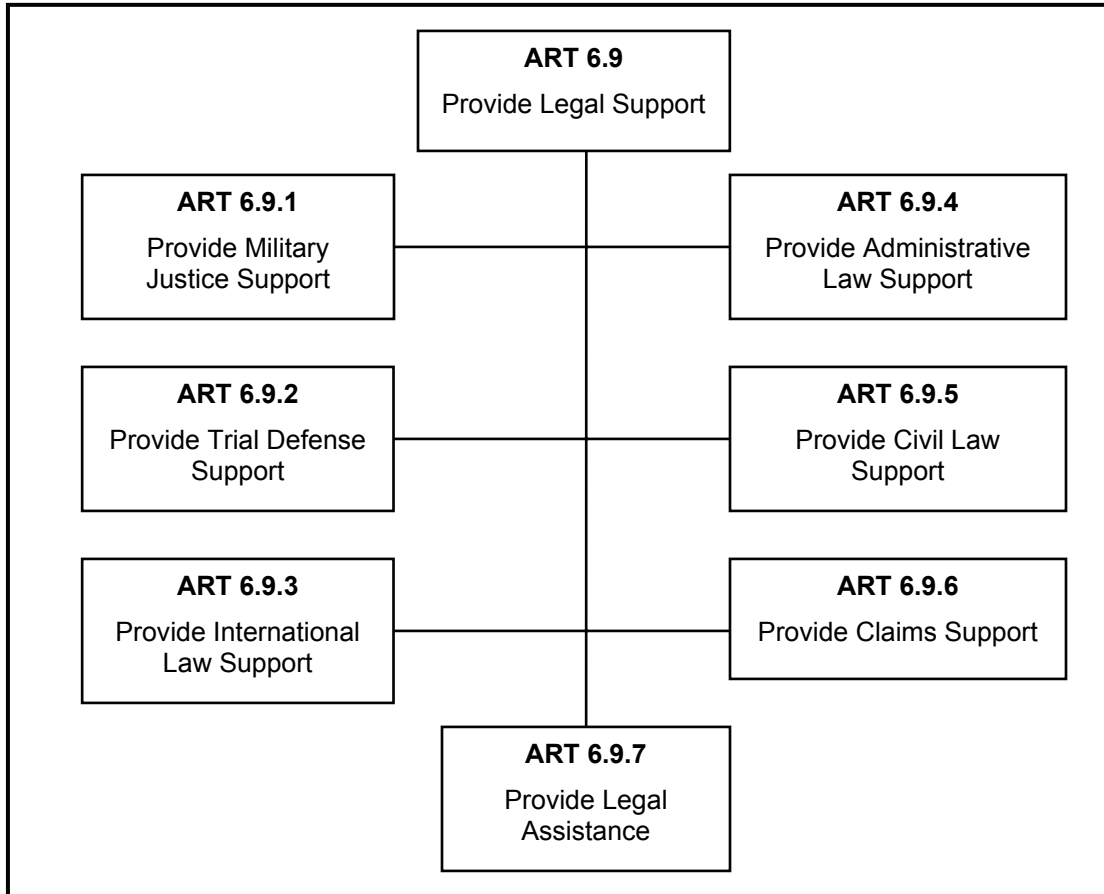 ART 6.9
Provide Legal Support
ART 6.9.1
Provide Military
Justice Support
ART 6.9.2
Provide Trial Defense
Support
ART 6.9.3
Provide International
Law Support
ART 6.9.4
Provide Administrative
Law Support
ART 6.9.5
Provide Civil Law
Support
ART 6.9.6
Provide Claims Support
ART 6.9.7
Provide Legal
Assistance